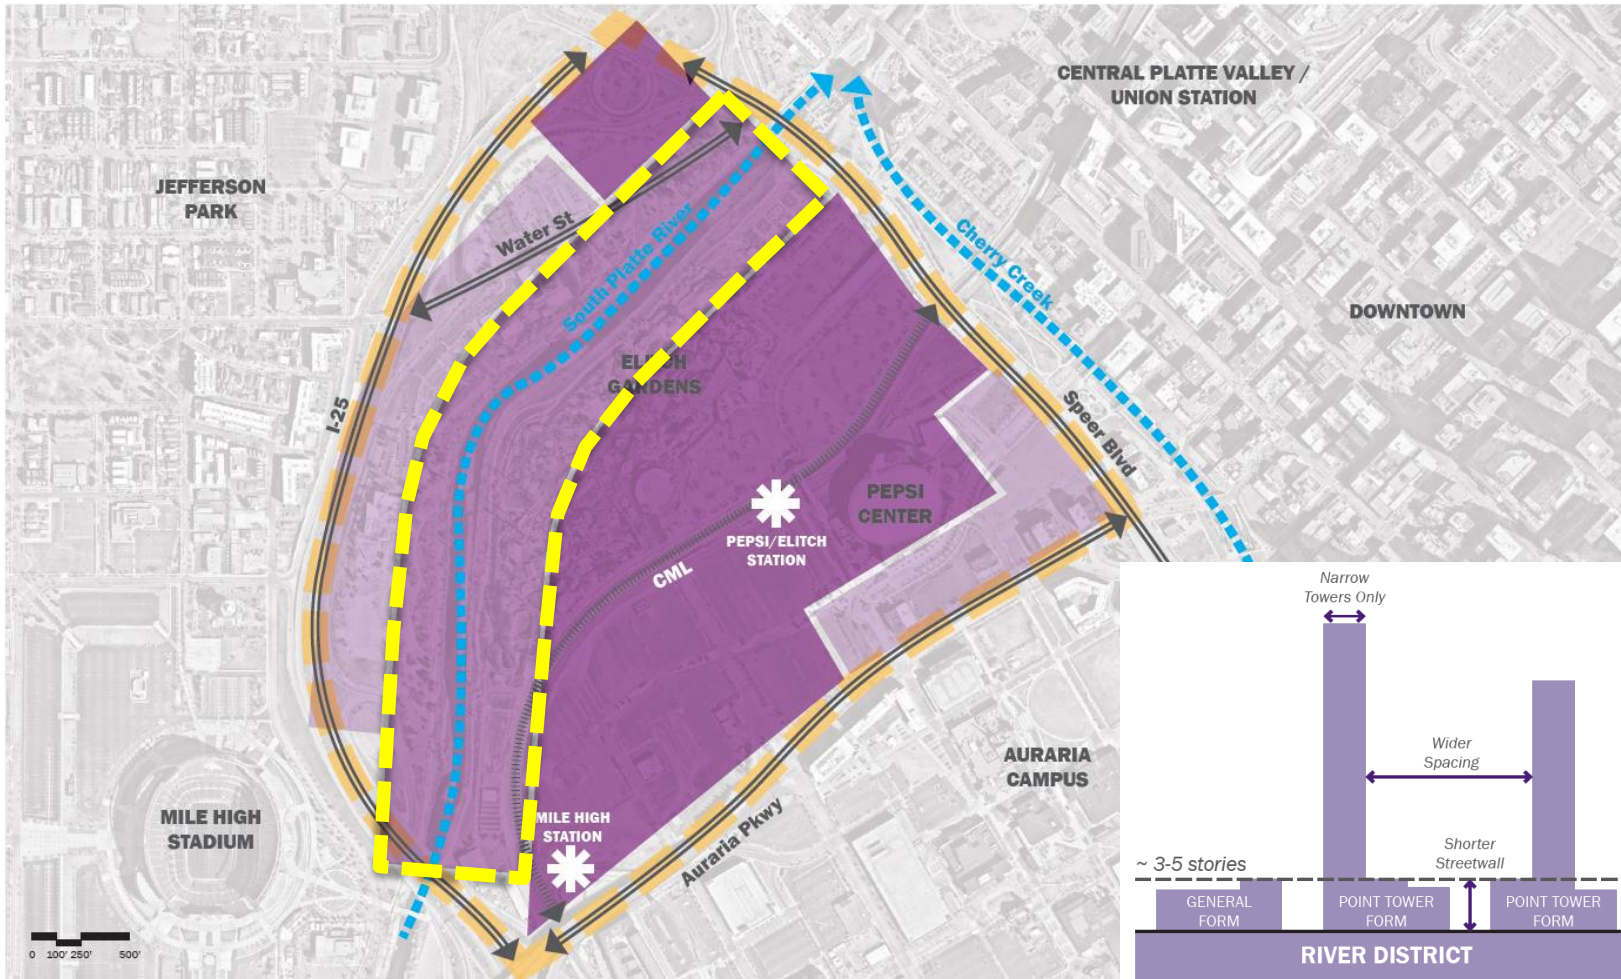 CENTRAL PLATTE VALLEY /
UNION STATION
JEFFERSON
PARK
Water St
South Platte River
Cherry Creek
DOWNTOWN
ELITCH
GARDENS
I-25
Speer Blvd
PEPSI
CENTER
PEPSI/ELITCH
STATION
CML
AURARIA
CAMPUS
MILE HIGH
STADIUM
MILE HIGH
STATION
Auraria Pkwy
0 100' 250' 500'
Narrow
Towers Only
Wider
Spacing
Shorter
Streetwall
~ 3-5 stories
GENERAL
FORM
POINT TOWER
FORM
POINT TOWER
FORM
RIVER DISTRICT